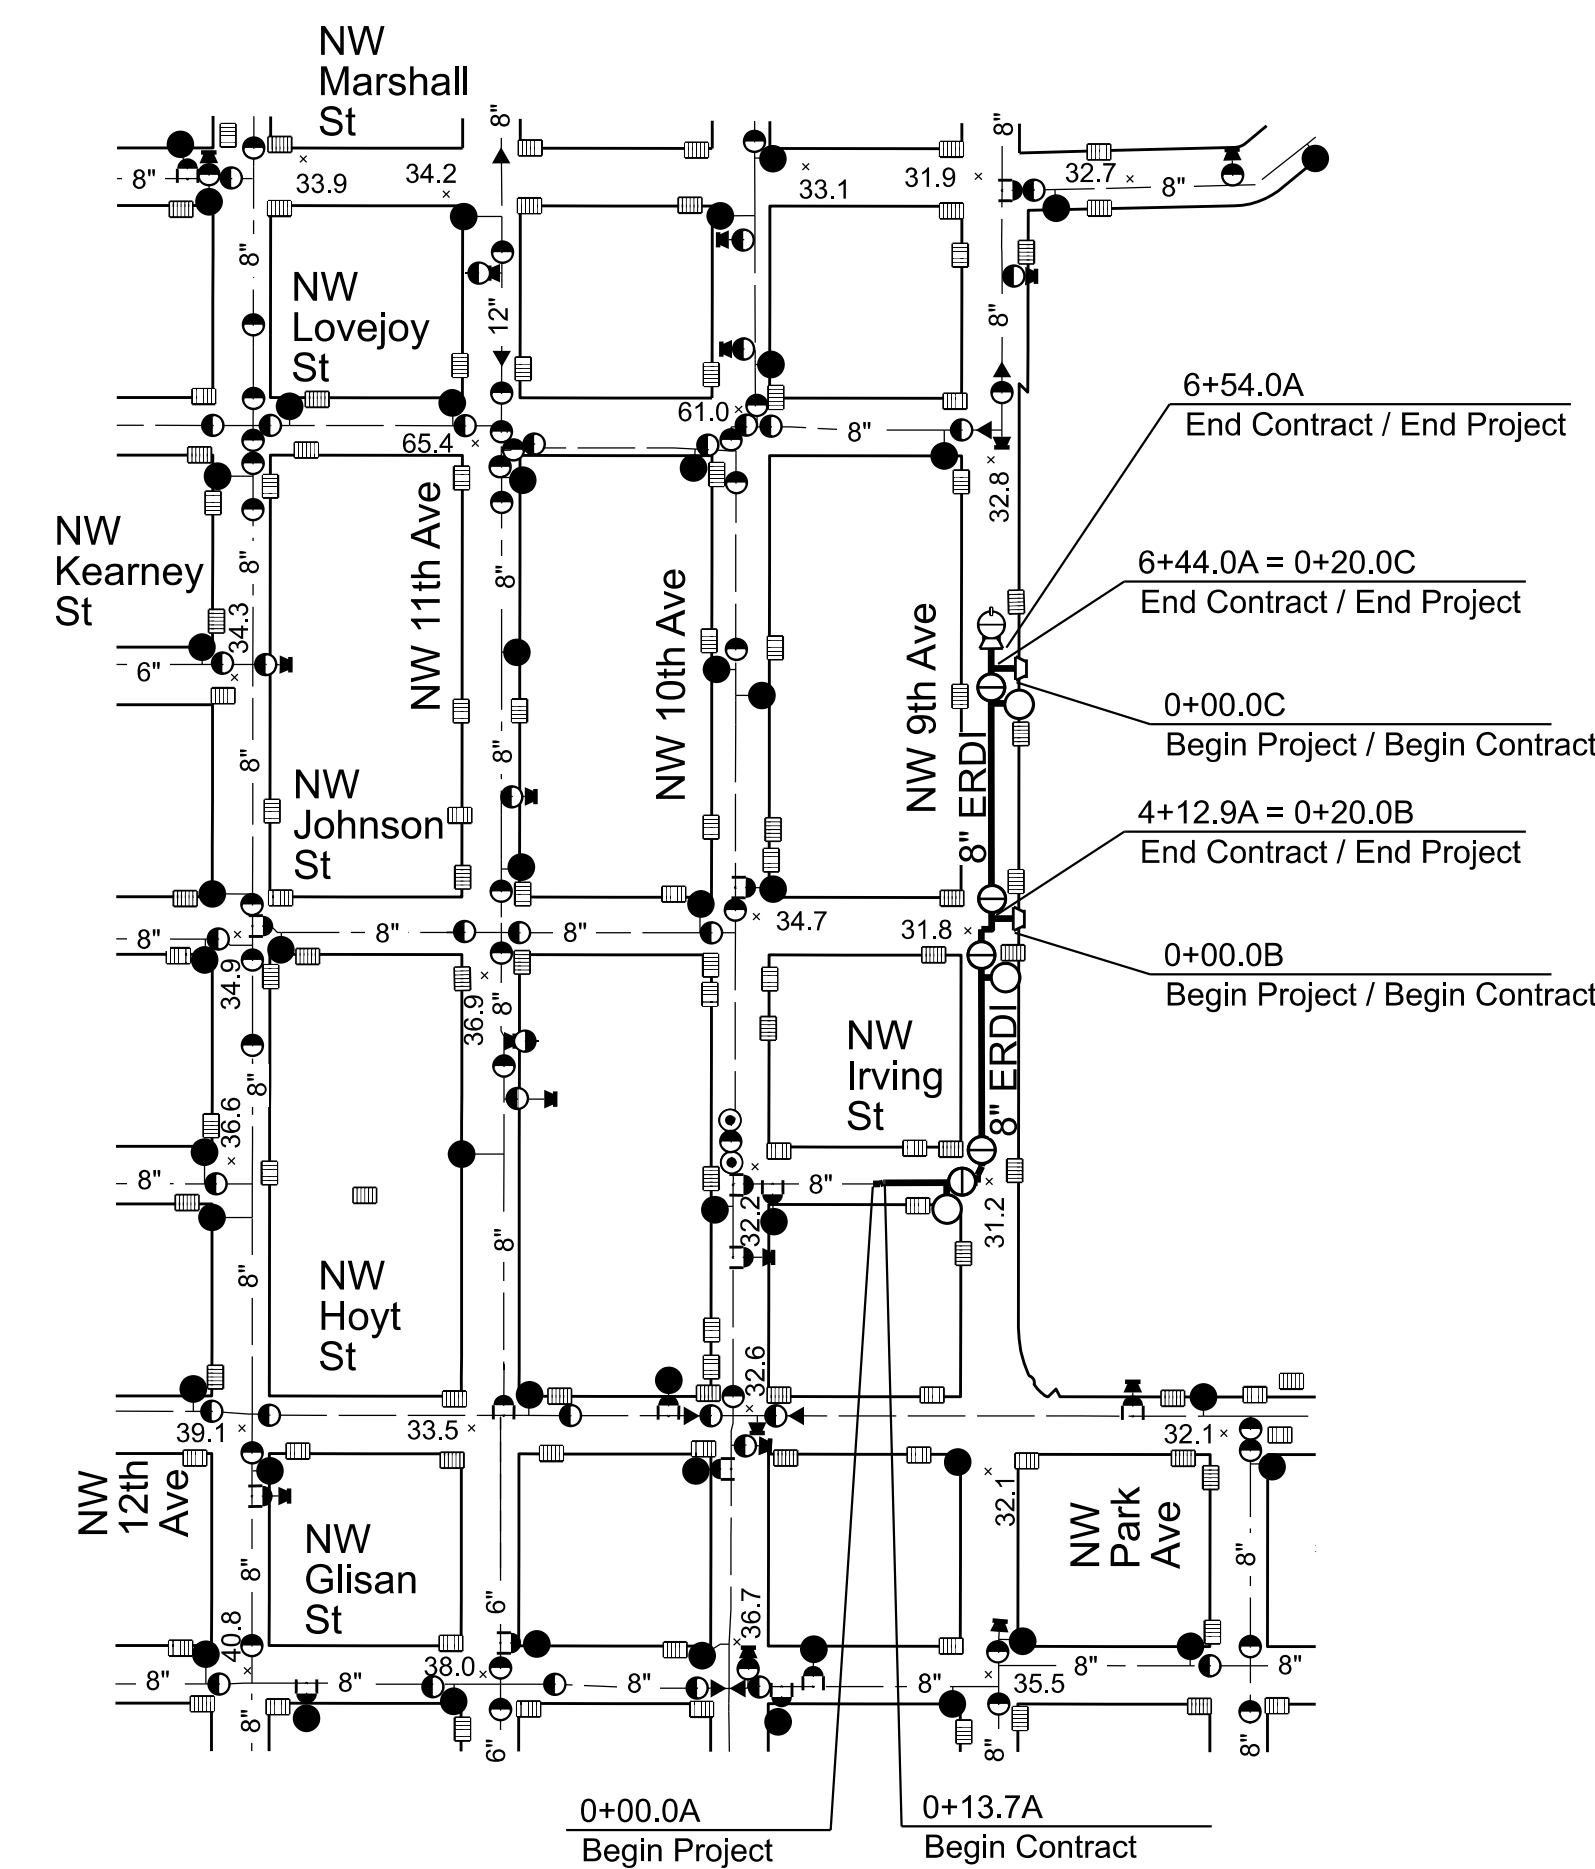 NW
Marshall
St
8"
8"
8"
33.9
34.2
33.1
31.9
32.7
8"
8"
NW
Lovejoy
St
12"
8"
6+54.0A
End Contract / End Project
61.0
65.4
8"
32.8
NW
Kearney
St
8"
NW 11th Ave
8"
NW 10th Ave
NW 9th Ave
6+44.0A = 0+20.0C
End Contract / End Project
34.3
6"
0+00.0C
Begin Project / Begin Contract
8"
8"
8" ERDI
NW
Johnson
St
4+12.9A = 0+20.0B
End Contract / End Project
34.7
31.8
8"
8"
8"
0+00.0B
Begin Project / Begin Contract
34.9
36.9
8"
NW
Irving
St
8" ERDI
8"
36.6
8"
8"
32.2
31.2
8"
8"
NW
Hoyt
St
32.6
39.1
33.5
32.1
32.1
NW
12th
Ave
NW
Park
Ave
NW
Glisan
St
8"
6"
8"
40.8
36.7
38.0
35.5
8"
8"
8"
8"
8"
8"
8"
6"
8"
8"
0+00.0A
Begin Project
0+13.7A
Begin Contract